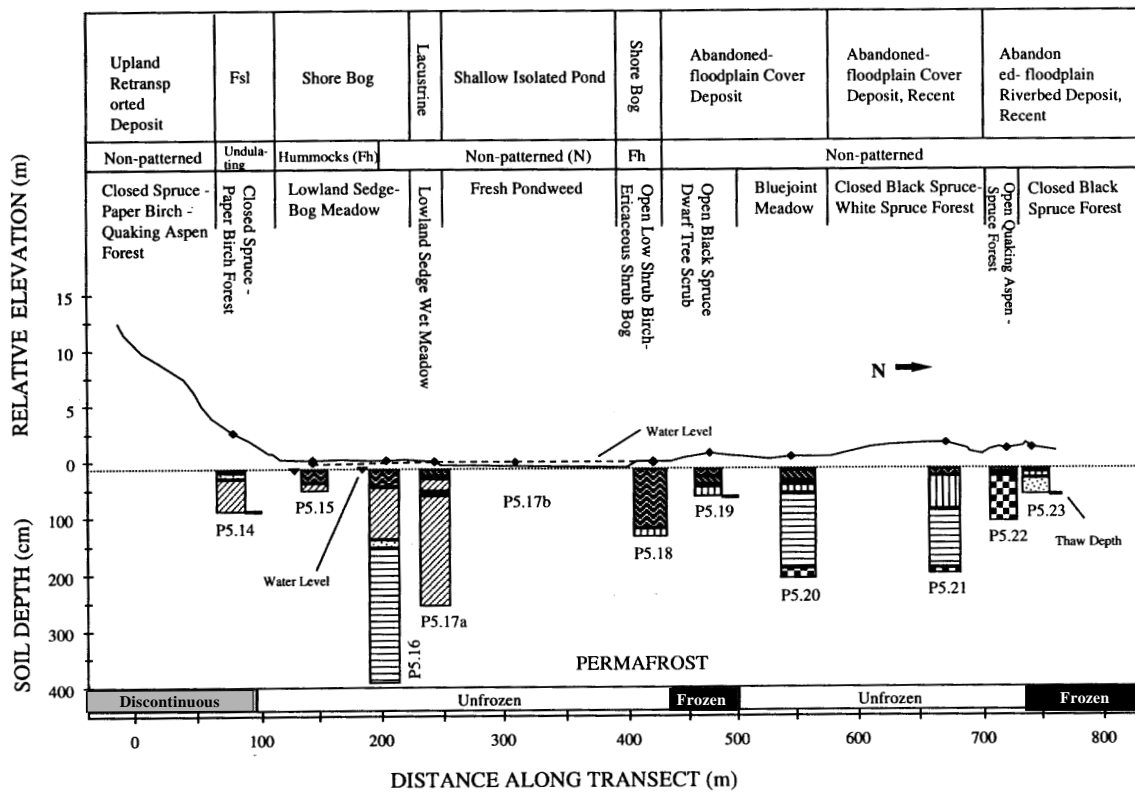 Upland
Retransp
orted
Deposit
Fsl
Shore Bog
Lacustrine
Shallow Isolated Pond
Shore Bog
Abandoned-
floodplain Cover
Deposit
Abandoned-
floodplain Cover
Deposit, Recent
Abandon
ed- floodplain
Riverbed Deposit,
Recent
Non-patterned
Undula-
ting
Hummocks (Fh)
Non-patterned (N)
Fh
Non-patterned
Closed Spruce -
Paper Birch -
Quaking Aspen
Forest
Closed Spruce -
Paper Birch Forest
Lowland Sedge-
Bog Meadow
Lowland Sedge Wet Meadow
Fresh Pondweed
Open Low Shrub Birch-
Ericaceous Shrub Bog
Open Black Spruce
Dwarf Tree Scrub
Bluejoint
Meadow
Closed Black Spruce-
White Spruce Forest
Open Quaking Aspen -
Spruce Forest
Closed Black
Spruce Forest
RELATIVE ELEVATION (m)
15
10
5
0
N
Water Level
P5.14
P5.15
P5.16
P5.17a
P5.17b
P5.18
P5.19
P5.20
P5.21
P5.22
P5.23
Thaw Depth
Water Level
SOIL DEPTH (cm)
100
200
300
400
PERMAFROST
Discontinuous
Unfrozen
Frozen
Unfrozen
Frozen
0 100 200 300 400 500 600 700 800
DISTANCE ALONG TRANSECT (m)